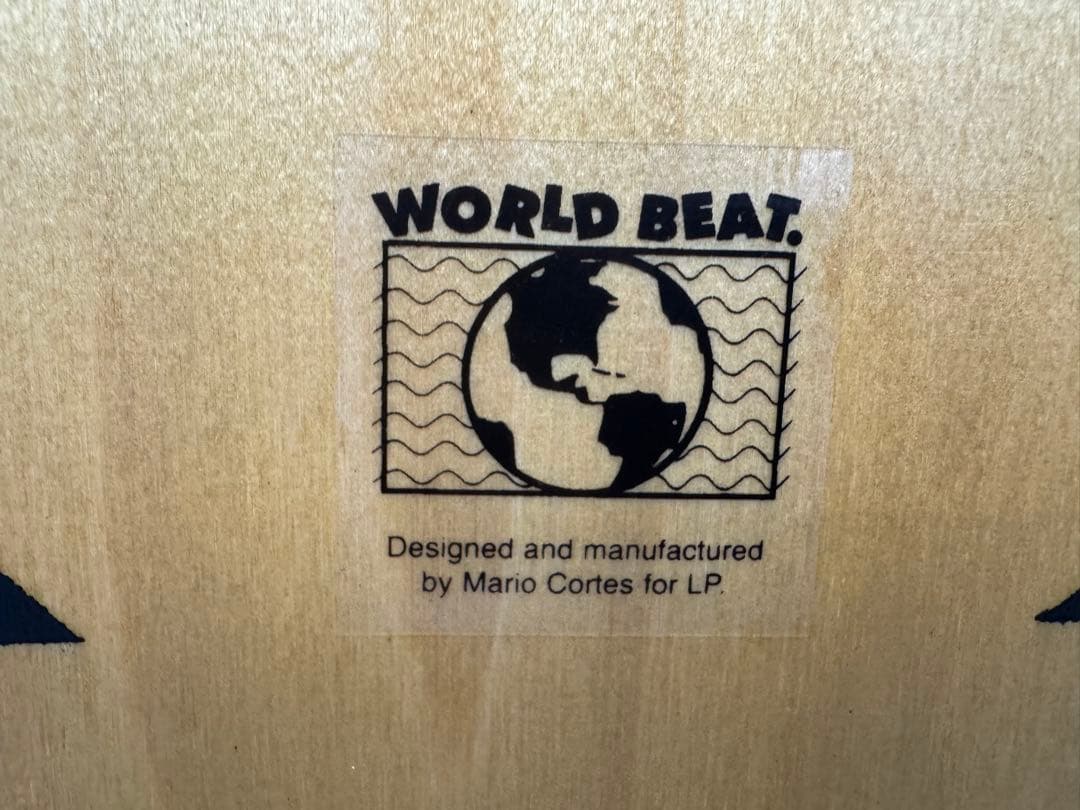 WORLD BEAT.
Designed and manufactured
by Mario Cortes for LP.